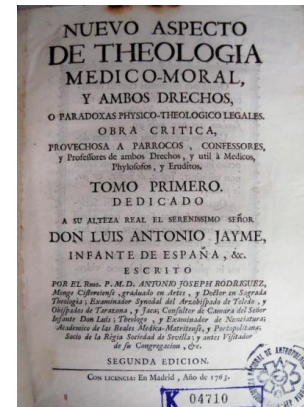 NUEVO ASPECTO
DE THEOLOGIA
MEDICO-MORAL,
Y AMBOS DRECHOS,
O PARADOXAS PHYSICO-THEOLOGICO LEGALES.
OBRA CRITICA,
PROVECHOSA A PARROCOS, CONFESSORES,
y Professores de ambos Drechos, y util à Medicos,
Phylosofos, y Eruditos.
TOMO PRIMERO.
DEDICADO
A SU ALTEZA REAL EL SERENISSIMO SEÑOR
DON LUIS ANTONIO JAYME,
INFANTE DE ESPAÑA, &c.
ESCRITO
POR EL Rmo. P. M. D. ANTONIO JOSEPH RODRIGUEZ,
Monge Cisterciense, graduado en Artes, y Doctor en Sagrada
Theologia; Examinador Synodal del Arzobispado de Toledo, y
Obispados de Tarazona, y Jaca; Consultor de Camara del Señor
Infante Don Luis; Theologo, y Examinador de Nunciatura;
Academico de las Reales Medica-Matritense, y Portopolitana;
Socio de la Règia Sociedad de Sevilla; y antes Visitador
de su Congregacion, &c.
SEGUNDA EDICION.
CON LICENCIA: En Madrid, Año de 1763.
K 04710